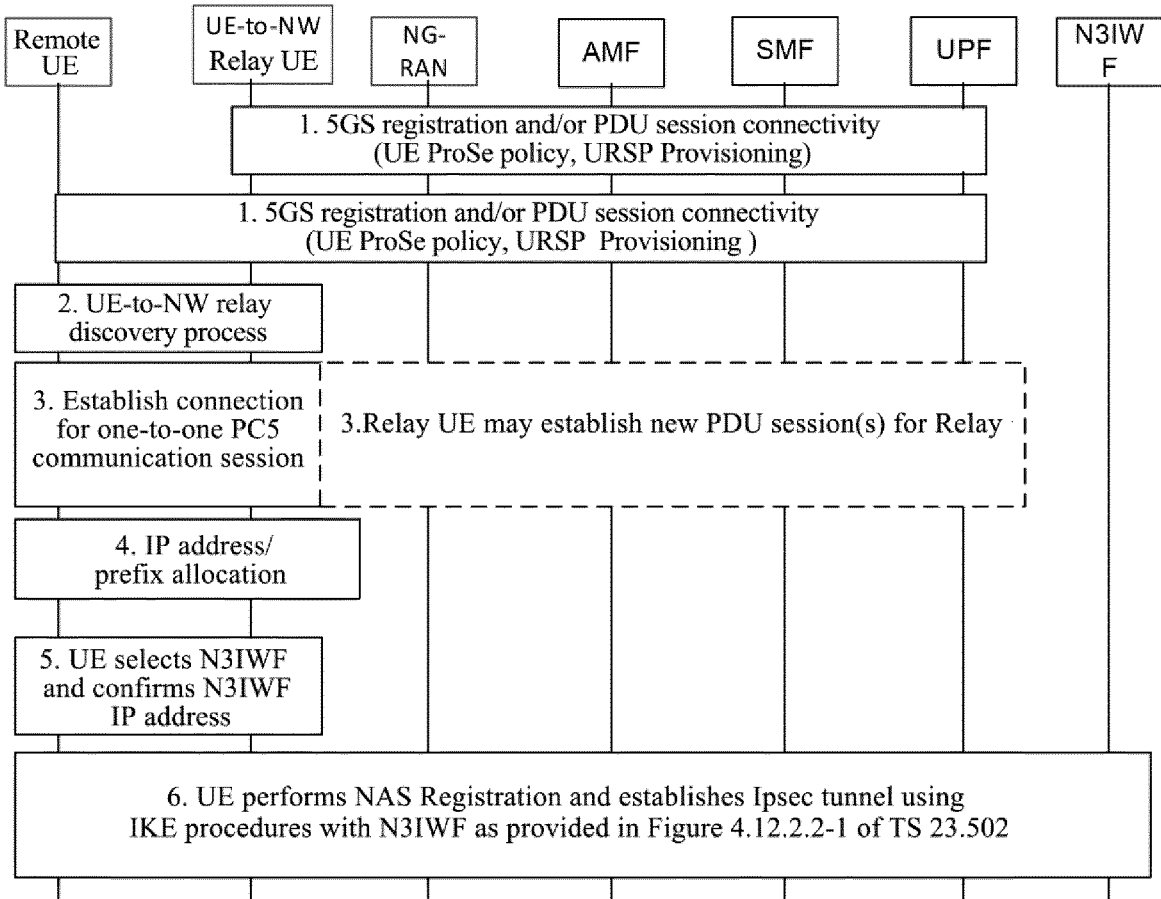 Remote
UE
UE-to-NW
Relay UE
NG-
RAN
AMF
SMF
UPF
N3IW
F
1. 5GS registration and/or PDU session connectivity
(UE ProSe policy, URSP Provisioning)
1. 5GS registration and/or PDU session connectivity
(UE ProSe policy, URSP Provisioning )
2. UE-to-NW relay
discovery process
3. Establish connection
for one-to-one PC5
communication session
3.Relay UE may establish new PDU session(s) for Relay
4. IP address/
prefix allocation
5. UE selects N3IWF
and confirms N3IWF
IP address
6. UE performs NAS Registration and establishes Ipsec tunnel using
IKE procedures with N3IWF as provided in Figure 4.12.2.2-1 of TS 23.502